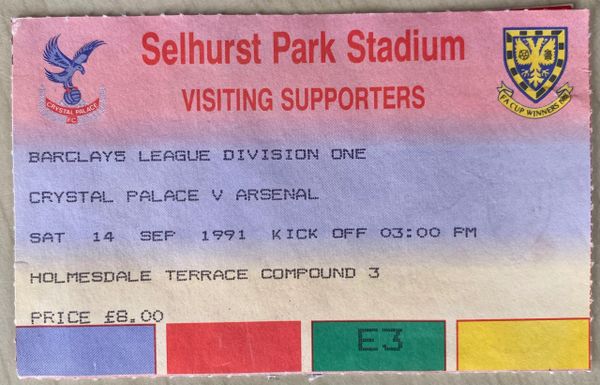 Selhurst Park Stadium
VISITING SUPPORTERS
CRYSTAL PALACE
F.C.
F.A CUP WINNERS 1988
BARCLAYS LEAGUE DIVISION ONE
CRYSTAL PALACE V ARSENAL
SAT 14 SEP 1991 KICK OFF 03:00 PM
HOLMESDALE TERRACE COMPOUND 3
PRICE £8.00
E3